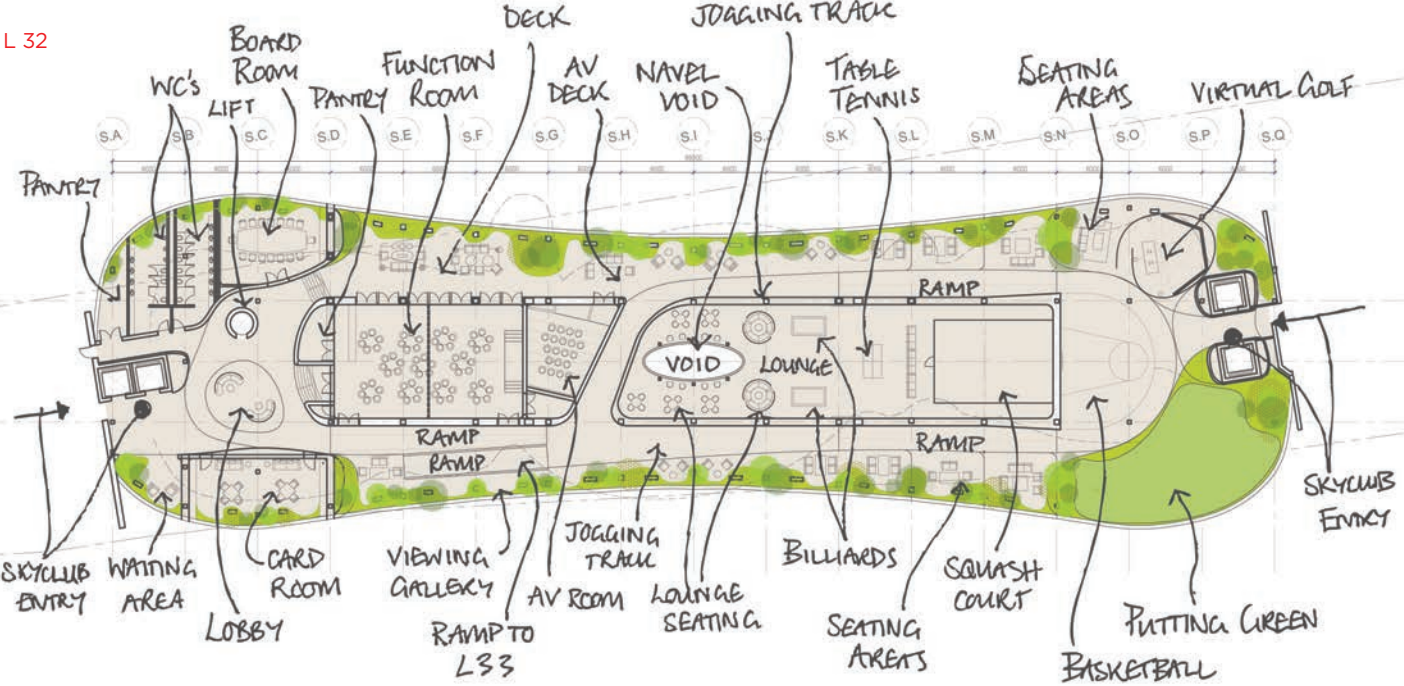 L 32
DECK
JOGGING TRACK
BOARD
ROOM
WC's
LIFT
PANTRY
FUNCTION
ROOM
AV
DECK
NAVEL
VOID
TABLE
TENNIS
SEATING
AREAS
VIRTUAL GOLF
S.A
S.B
S.C
S.D
S.E
S.F
S.G
S.H
S.I
S.K
S.L
S.M
S.N
S.O
S.P
S.Q
PANTRY
RAMP
VOID
LOUNGE
RAMP
RAMP
RAMP
SKYCLUB
ENTRY
WAITING
AREA
LOBBY
CARD
ROOM
VIEWING
GALLERY
RAMP TO
L33
AV ROOM
JOGGING
TRACK
LOUNGE
SEATING
BILLIARDS
SEATING
AREAS
SQUASH
COURT
BASKETBALL
PUTTING GREEN
SKYCLUB
ENTRY